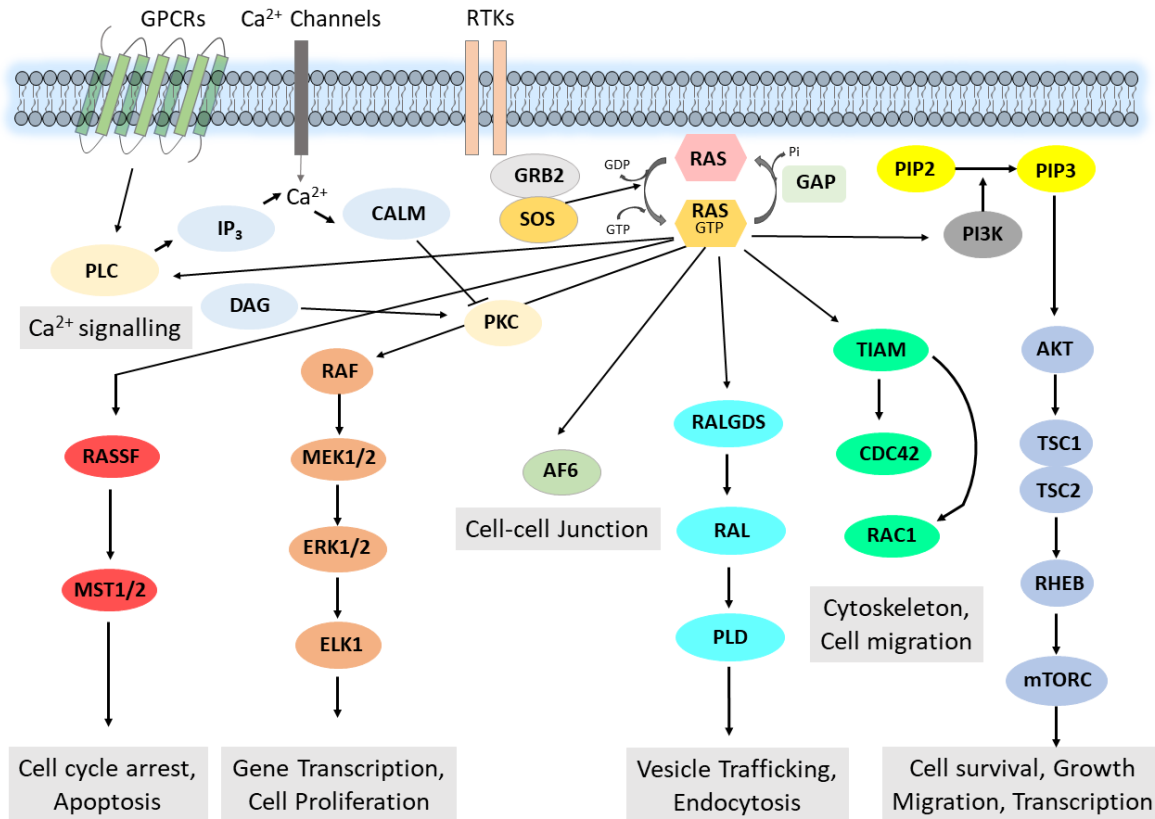 GPCRs
Ca²⁺ Channels
RTKs
GRB2
SOS
GDP
GTP
RAS
RAS
GTP
Pi
GAP
PIP2
PIP3
PI3K
Ca²⁺
IP₃
CALM
PLC
DAG
PKC
Ca²⁺ signalling
RAF
TIAM
AKT
RASSF
MEK1/2
AF6
RALGDS
CDC42
TSC1
TSC2
Cell-cell Junction
ERK1/2
RAL
RAC1
MST1/2
RHEB
ELK1
PLD
Cytoskeleton,
Cell migration
mTORC
Cell cycle arrest,
Apoptosis
Gene Transcription,
Cell Proliferation
Vesicle Trafficking,
Endocytosis
Cell survival, Growth
Migration, Transcription